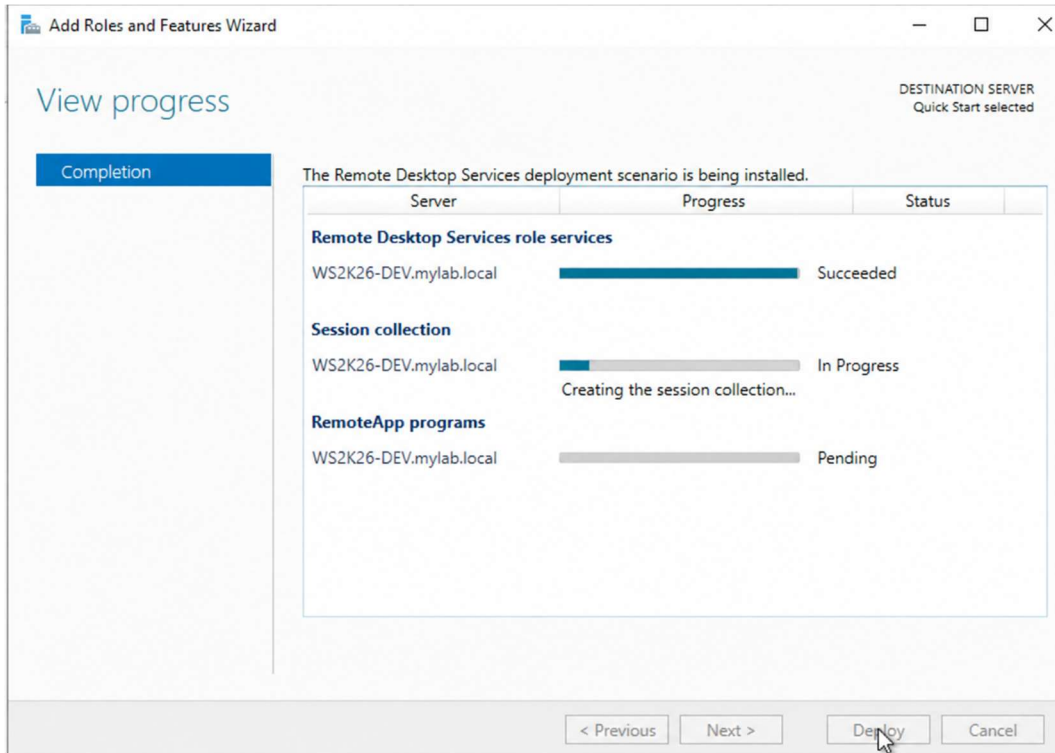 Add Roles and Features Wizard
View progress
DESTINATION SERVER
Quick Start selected
Completion
The Remote Desktop Services deployment scenario is being installed.
Server Progress Status
Remote Desktop Services role services
WS2K26-DEV.mylab.local Succeeded
Session collection
WS2K26-DEV.mylab.local In Progress
Creating the session collection...
RemoteApp programs
WS2K26-DEV.mylab.local Pending
< Previous Next > Deploy Cancel